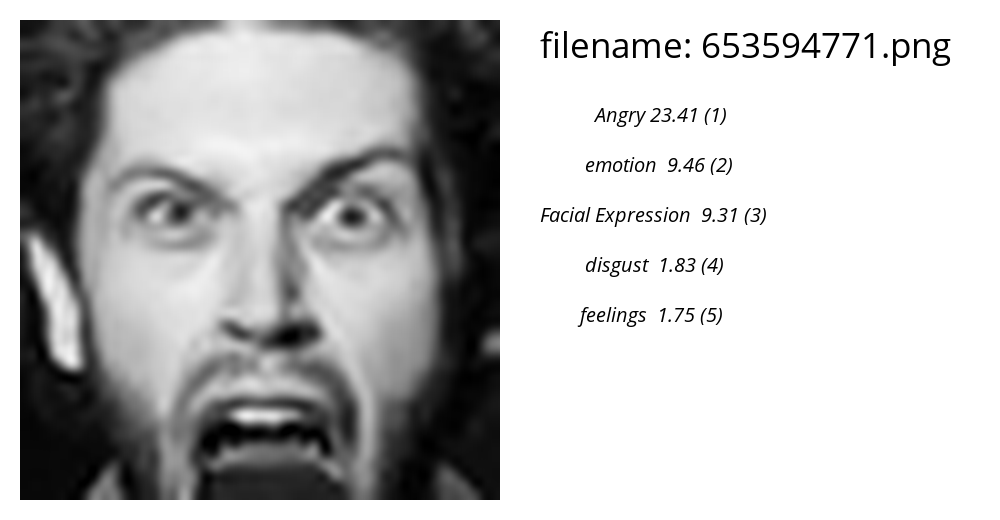 filename: 653594771.png
Angry 23.41 (1)
emotion 9.46 (2)
Facial Expression 9.31 (3)
disgust 1.83 (4)
feelings 1.75 (5)